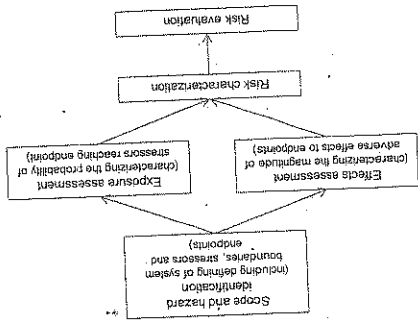 Scope and hazard
identification
(including defining of system
boundaries, stressors and
endpoints)
Effects assessment
(characterizing the magnitude of
adverse effects to endpoints)
Exposure assessment
(characterizing the probability of
stressors reaching endpoint)
Risk characterization
Risk evaluation